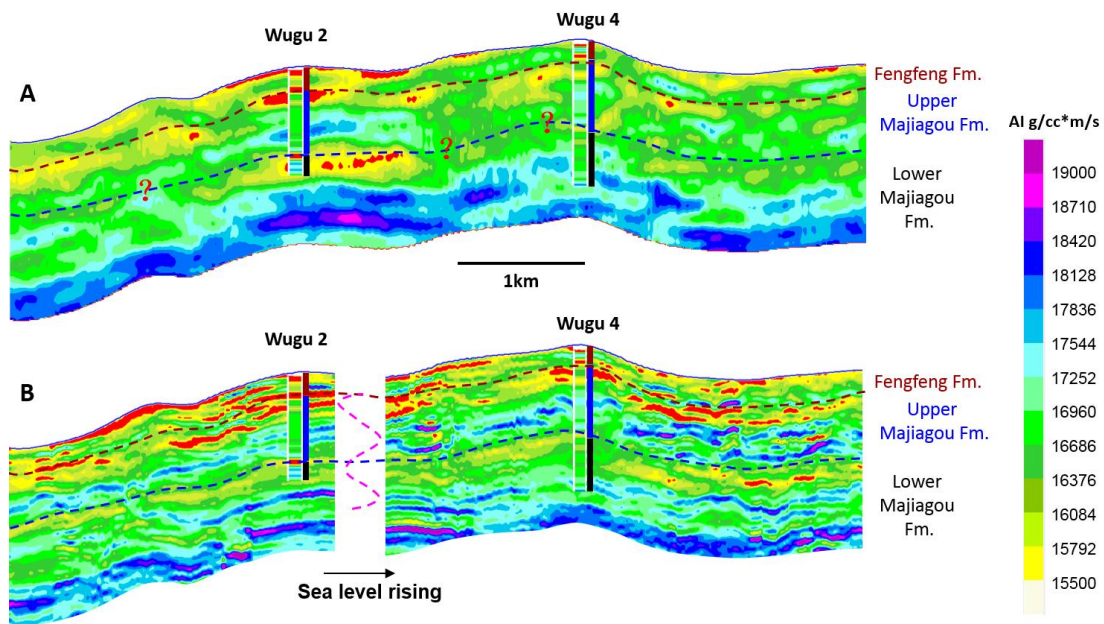 Wugu 2
Wugu 4
A
Fengfeng Fm.
Upper
Majiagou Fm.
Lower
Majiagou
Fm.
?
?
?
1km
AI g/cc*m/s
19000
18710
18420
18128
17836
17544
17252
16960
16686
16376
16084
15792
15500
Wugu 2
Wugu 4
B
Fengfeng Fm.
Upper
Majiagou Fm.
Lower
Majiagou
Fm.
Sea level rising